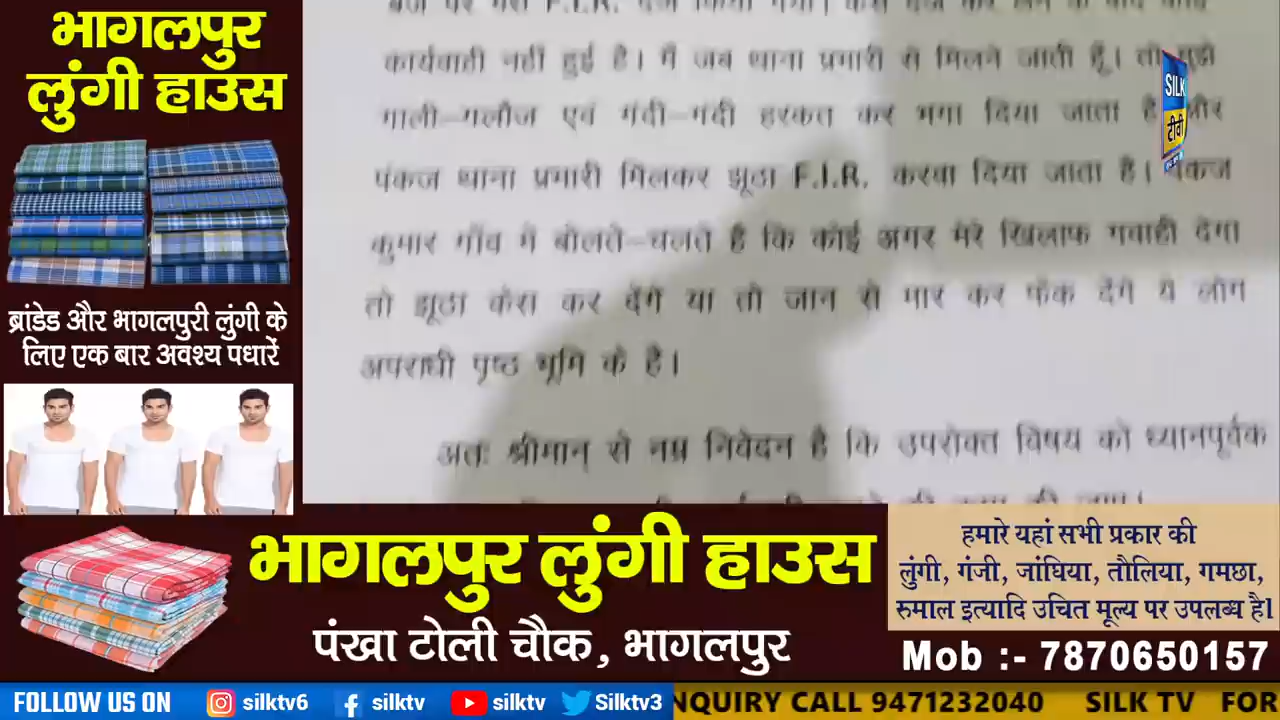 भागलपुर
लुंगी हाउस
ब्रांडेड और भागलपुरी लुंगी के
लिए एक बार अवश्य पधारें
कार्यवाही नहीं हुई है। मैं जब थाना प्रभारी से मिलने जाती हूँ। तो मुझे
गाली-गलौज एवं गंदी-गंदी हरकत कर भगा दिया जाता है और
पंकज थाना प्रभारी मिलकर झूठा F.I.R. करवा दिया जाता है। पंकज
कुमार गाँव में बोलते-चलते है कि कोई अगर मेरे खिलाफ गवाही देगा
तो झूठा केस कर देंगे या तो जान से मार कर फेंक देंगे ये लोग
अपराधी पृष्ठ भूमि के है।
अतः श्रीमान् से नम्र निवेदन है कि उपरोक्त विषय को ध्यानपूर्वक
SILK
टीवी
भागलपुर लुंगी हाउस
पंखा टोली चौक, भागलपुर
हमारे यहां सभी प्रकार की
लुंगी, गंजी, जांघिया, तौलिया, गमछा,
रुमाल इत्यादि उचित मूल्य पर उपलब्ध है।
Mob :- 7870650157
FOLLOW US ON silktv6 silktv silktv Silktv3 NQUIRY CALL 9471232040 SILK TV FOR